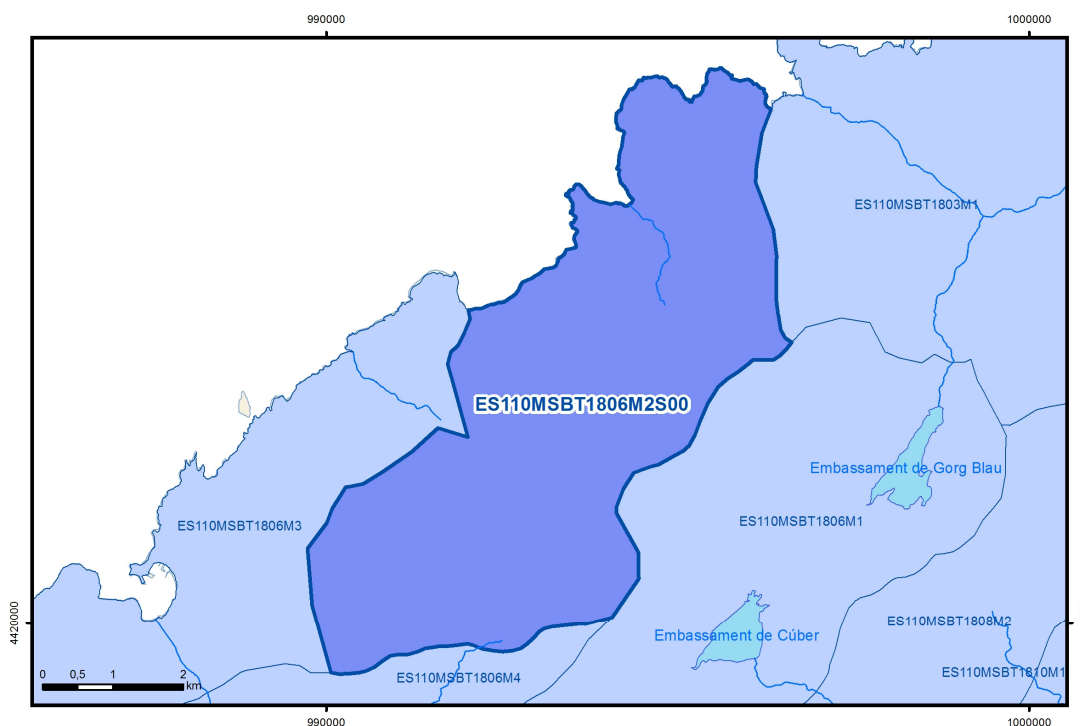 990000
1000000
ES110MSBT1803M1
ES110MSBT1806M2S00
Embassament de Gorg Blau
ES110MSBT1806M3
ES110MSBT1806M1
4420000
ES110MSBT1808M2
Embassament de Cúber
ES110MSBT1810M1
ES110MSBT1806M4
0 0,5 1 2
km
990000
1000000